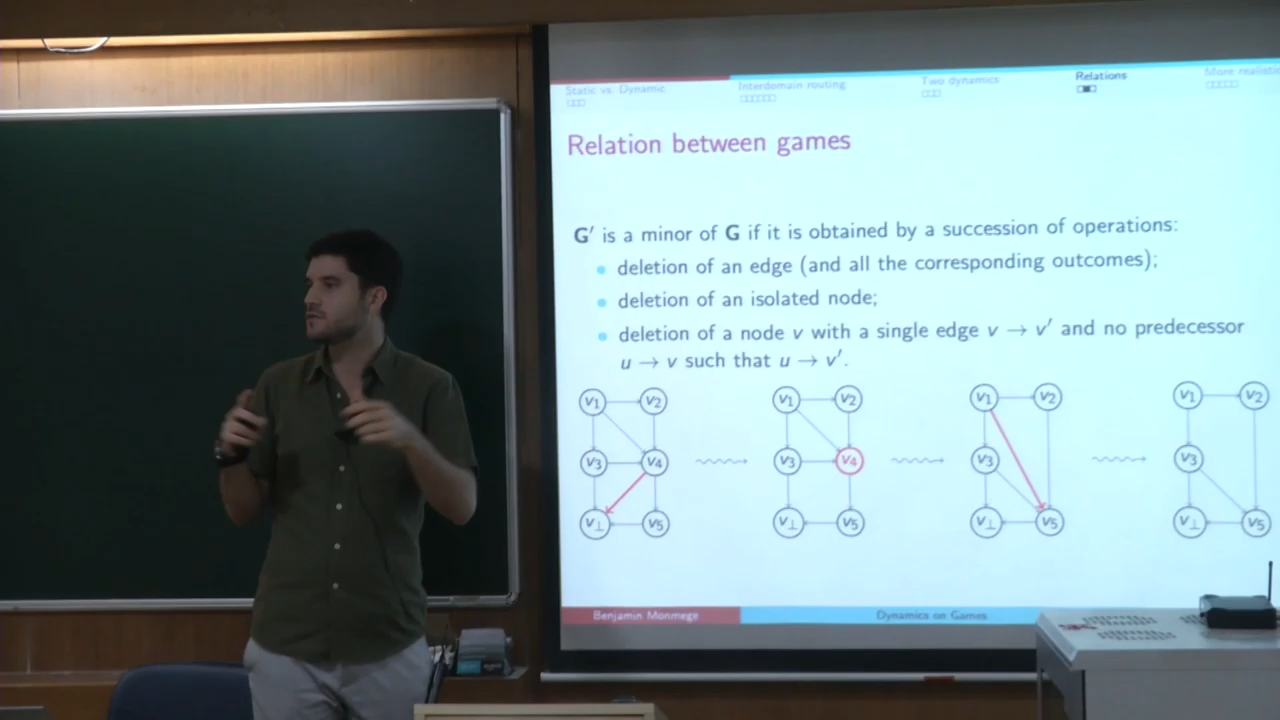 Static vs. Dynamic Interdomain routing Two dynamics Relations More realistic
Relation between games
G′ is a minor of G if it is obtained by a succession of operations:
deletion of an edge (and all the corresponding outcomes);
deletion of an isolated node;
deletion of a node v with a single edge v → v′ and no predecessor
u → v such that u → v′.
v1 v2 v1 v2 v1 v2 v1 v2
v3 v4 v3 v4 v3 v3
v⊥ v5 v⊥ v5 v⊥ v5 v⊥ v5
Benjamin Monmege Dynamics on Games